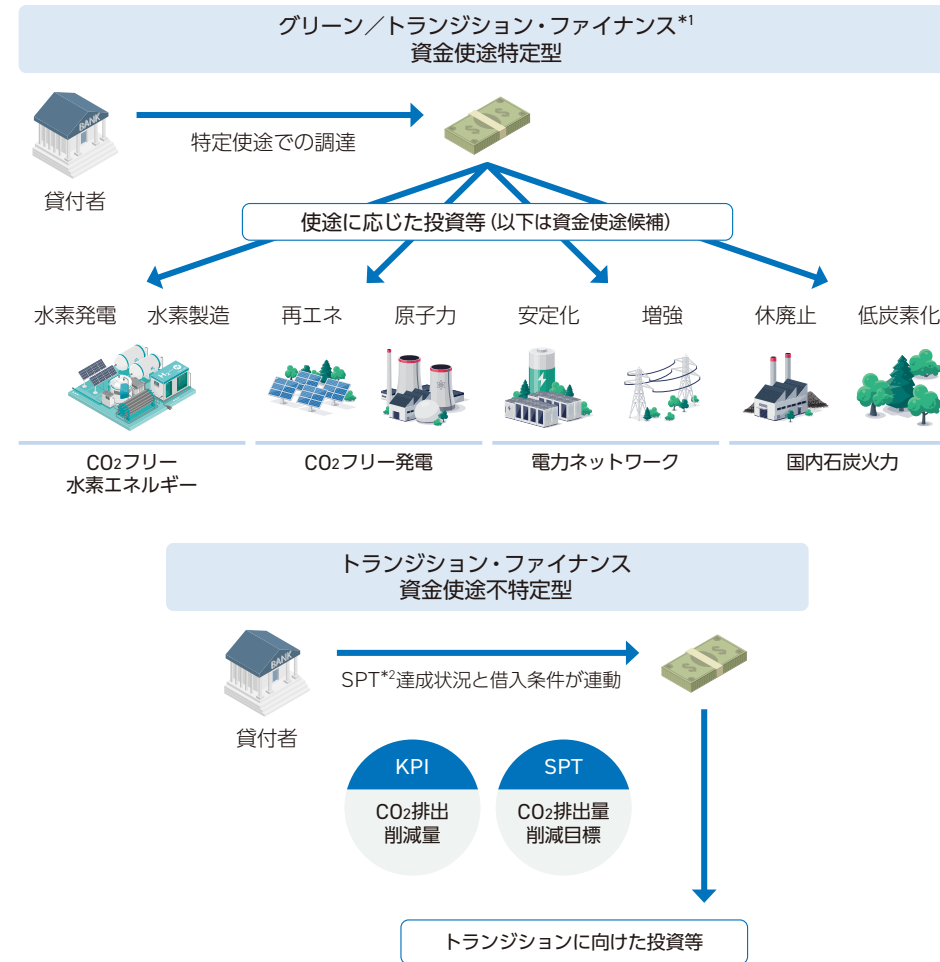 グリーン／トランジション・ファイナンス*1
資金使途特定型
BANK
特定使途での調達
貸付者
使途に応じた投資等（以下は資金使途候補）
水素発電 水素製造 再エネ 原子力 安定化 増強 休廃止 低炭素化
H2
CO2フリー
水素エネルギー
CO2フリー発電
電力ネットワーク
国内石炭火力
トランジション・ファイナンス
資金使途不特定型
BANK
SPT*2達成状況と借入条件が連動
貸付者
KPI
CO2排出
削減量
SPT
CO2排出量
削減目標
トランジションに向けた投資等